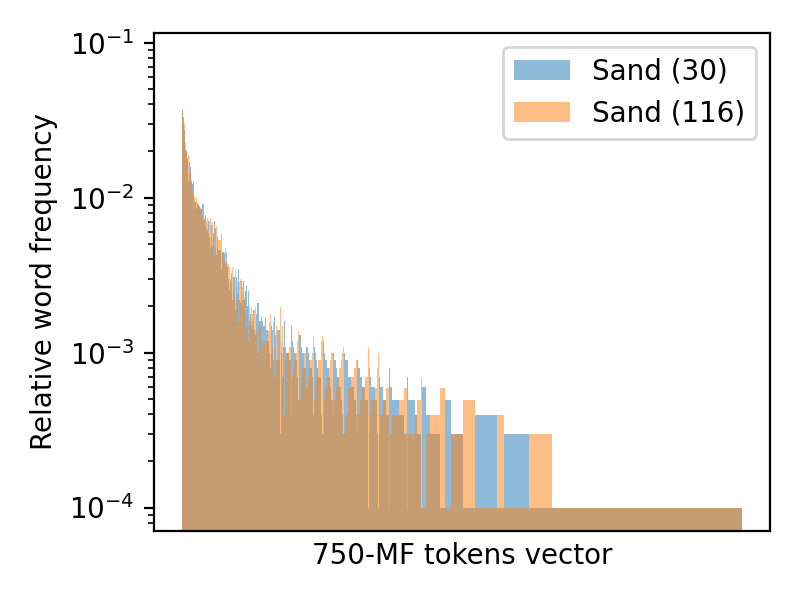 10⁻¹
10⁻²
10⁻³
10⁻⁴
Relative word frequency
Sand (30)
Sand (116)
750-MF tokens vector